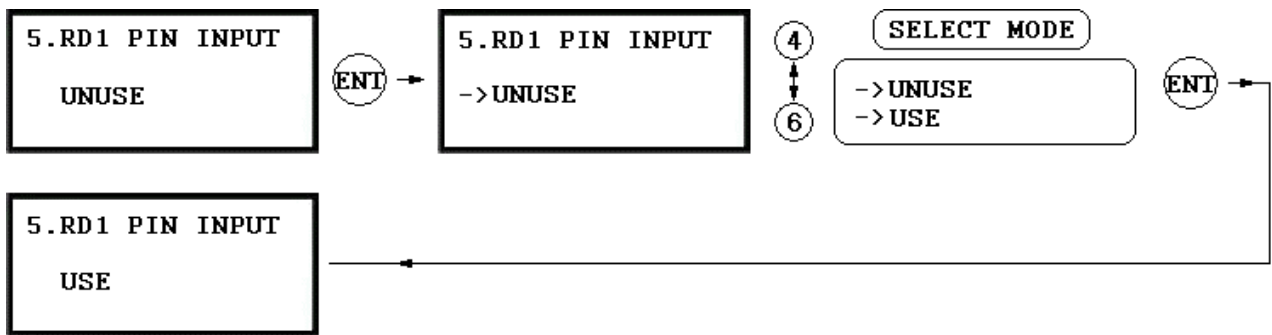 5.RD1 PIN INPUT
UNUSE
ENT
5.RD1 PIN INPUT
->UNUSE
4
6
SELECT MODE
->UNUSE
->USE
ENT
5.RD1 PIN INPUT
USE